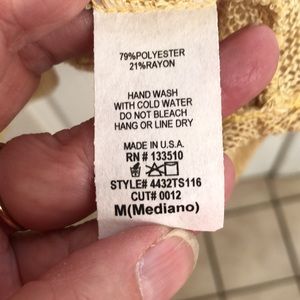 79%POLYESTER
21%RAYON
HAND WASH
WITH COLD WATER
DO NOT BLEACH
HANG OR LINE DRY
MADE IN U.S.A.
RN # 133510
STYLE# 4432TS116
CUT# 0012
M(Mediano)